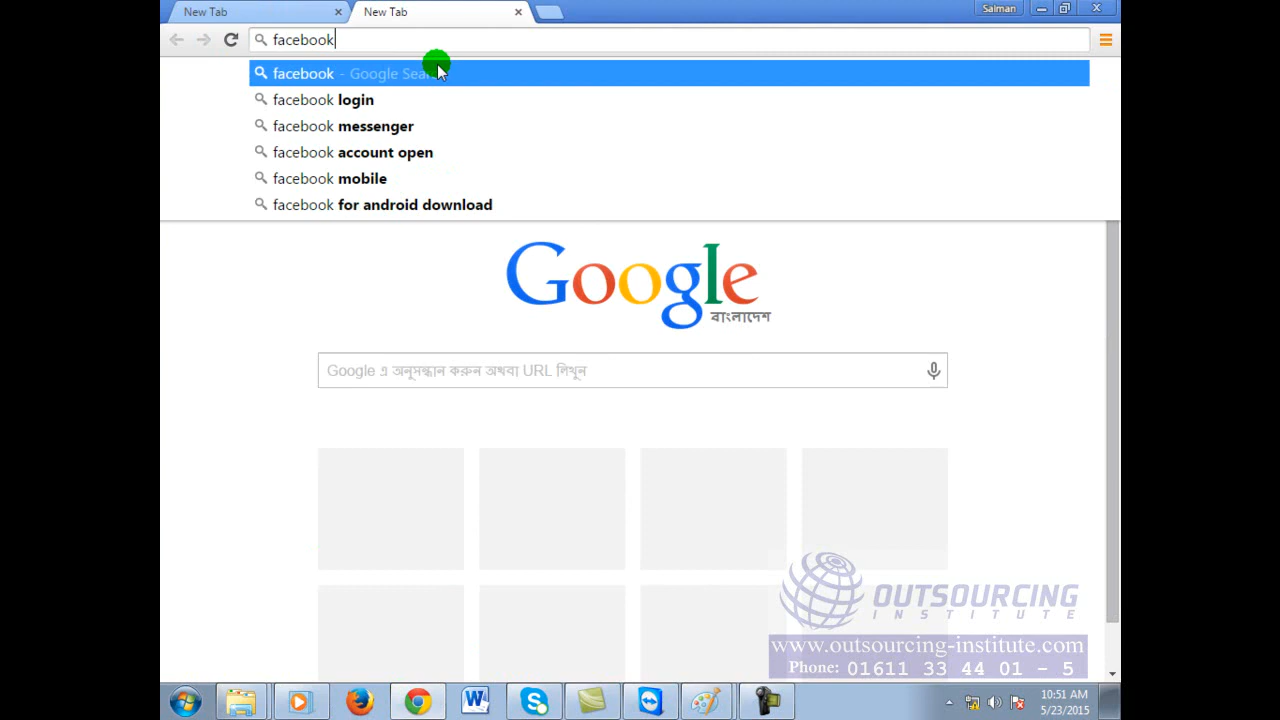 New Tab
New Tab
Salman
facebook
facebook - Google Sear
facebook login
facebook messenger
facebook account open
facebook mobile
facebook for android download
Google
বাংলাদেশ
Google এ অনুসন্ধান করুন অথবা URL লিখুন
OUTSOURCING
INSTITUTE
www.outsourcing-institute.com
Phone: 01611 33 44 01 - 5
10:51 AM
5/23/2015